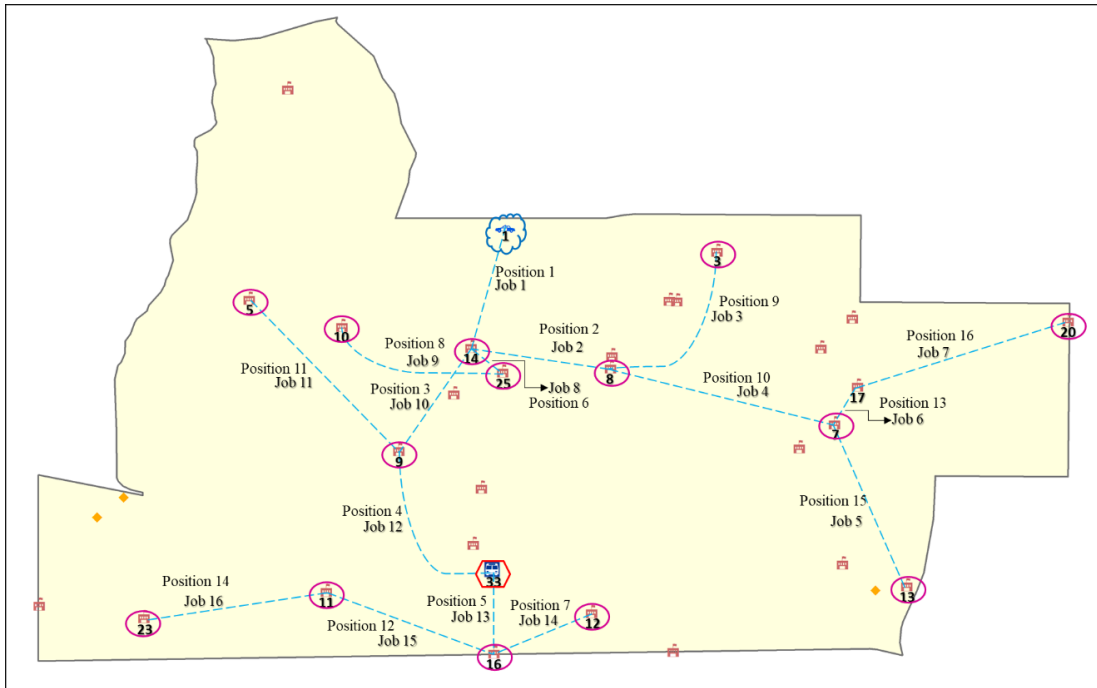 1
Position 1
Job 1
3
5
Position 9
Job 3
10
Position 2
Job 2
20
Position 16
Job 7
Position 8
Job 9
14
25
8
Position 11
Job 11
Position 3
Job 10
Job 8
Position 6
Position 10
Job 4
17
Position 13
Job 6
7
9
Position 15
Job 5
Position 4
Job 12
33
Position 14
Job 16
11
Position 5
Job 13
Position 7
Job 14
13
23
12
Position 12
Job 15
16